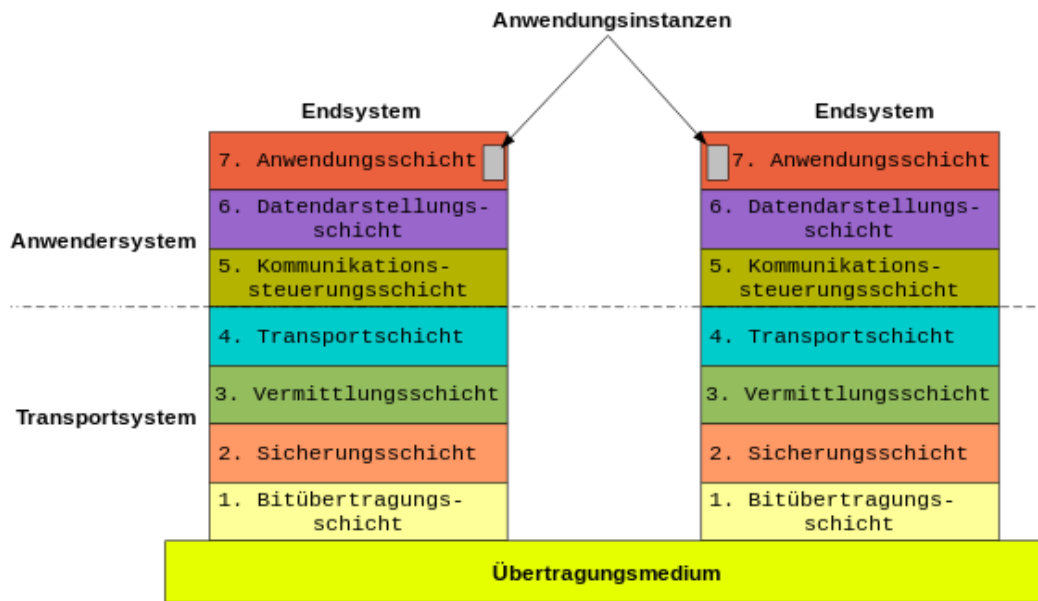 Anwendungsinstanzen
Endsystem
Endsystem
7. Anwendungsschicht
7. Anwendungsschicht
6. Datendarstellungs-
schicht
6. Datendarstellungs-
schicht
Anwendersystem
5. Kommunikations-
steuerungsschicht
5. Kommunikations-
steuerungsschicht
4. Transportschicht
4. Transportschicht
3. Vermittlungsschicht
3. Vermittlungsschicht
Transportsystem
2. Sicherungsschicht
2. Sicherungsschicht
1. Bitübertragungs-
schicht
1. Bitübertragungs-
schicht
Übertragungsmedium